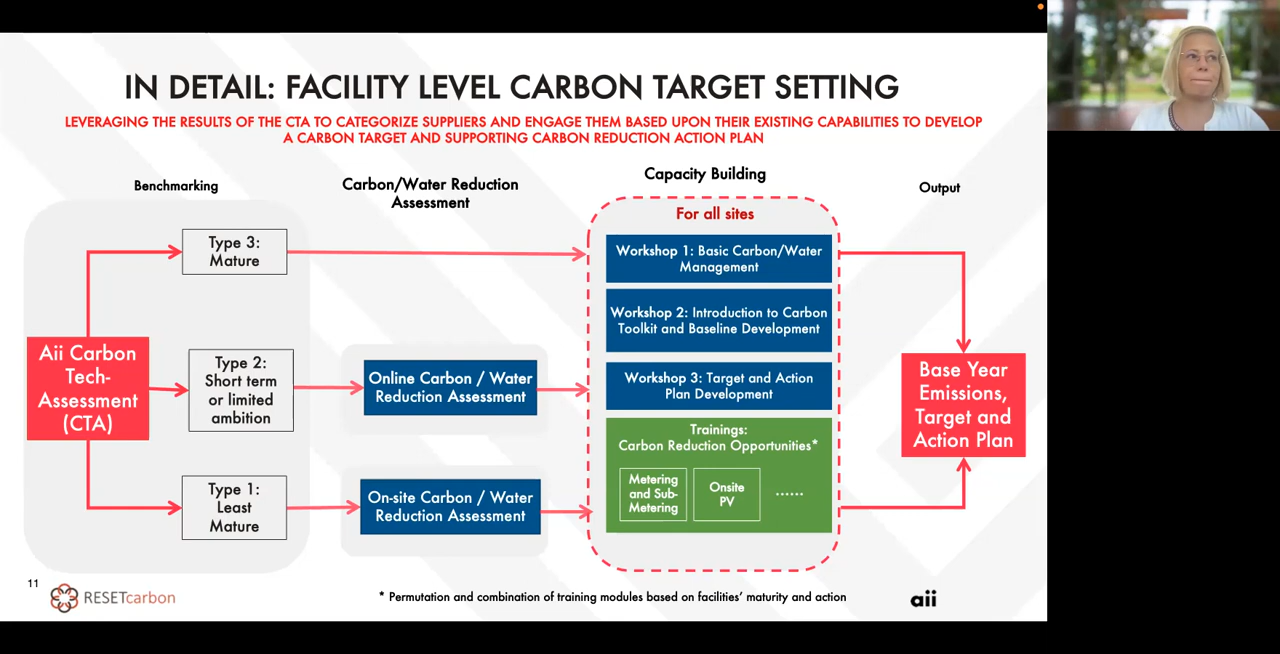 IN DETAIL: FACILITY LEVEL CARBON TARGET SETTING
LEVERAGING THE RESULTS OF THE CTA TO CATEGORIZE SUPPLIERS AND ENGAGE THEM BASED UPON THEIR EXISTING CAPABILITIES TO DEVELOP
A CARBON TARGET AND SUPPORTING CARBON REDUCTION ACTION PLAN
Benchmarking
Carbon/Water Reduction
Assessment
Capacity Building
Output
Aii Carbon
Tech-
Assessment
(CTA)
Type 3:
Mature
Type 2:
Short term
or limited
ambition
Type 1:
Least
Mature
Online Carbon / Water
Reduction Assessment
On-site Carbon / Water
Reduction Assessment
For all sites
Workshop 1: Basic Carbon/Water
Management
Workshop 2: Introduction to Carbon
Toolkit and Baseline Development
Workshop 3: Target and Action
Plan Development
Trainings:
Carbon Reduction Opportunities*
Metering
and Sub-
Metering
Onsite
PV
......
Base Year
Emissions,
Target and
Action Plan
11
RESETcarbon
* Permutation and combination of training modules based on facilities' maturity and action
aii